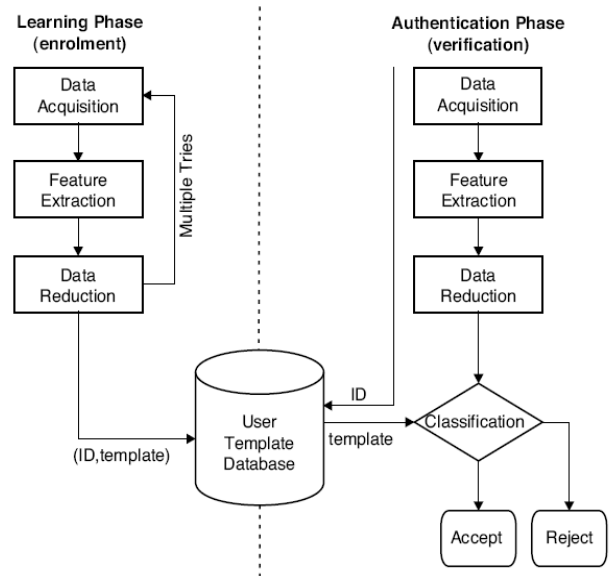 Learning Phase
(enrolment)
Data
Acquisition
Feature
Extraction
Data
Reduction
Multiple Tries
(ID,template)
User
Template
Database
Authentication Phase
(verification)
Data
Acquisition
Feature
Extraction
Data
Reduction
ID
template
Classification
Accept
Reject